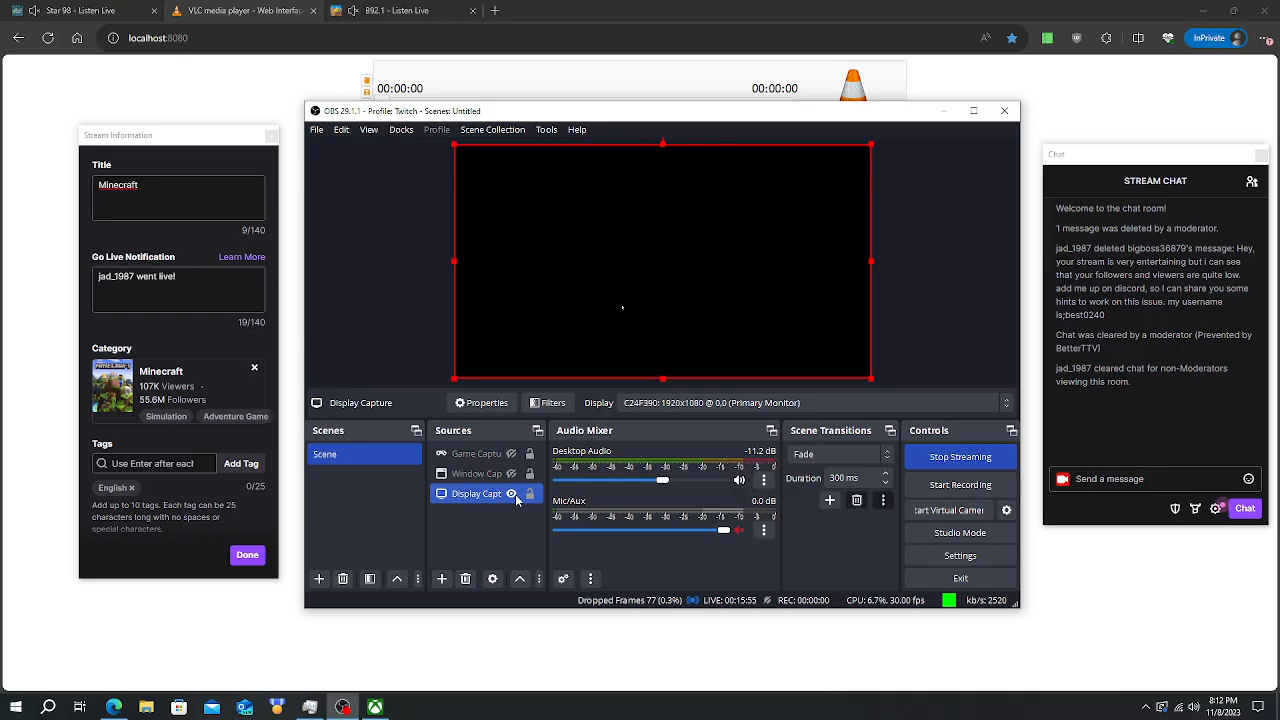 Star 98 - Listen Live
VLC media player - Web Interfac
B92.1 - Listen Live
localhost:8080
InPrivate
00:00:00
00:00:00
OBS 29.1.1 - Profile: Twitch - Scenes: Untitled
File
Edit
View
Docks
Profile
Scene Collection
Tools
Help
Stream Information
Title
Minecraft
9/140
Go Live Notification
Learn More
jad_1987 went live!
19/140
Category
Minecraft
107K Viewers
55.6M Followers
Simulation
Adventure Game
Tags
Use Enter after each
Add Tag
English
0/25
Add up to 10 tags. Each tag can be 25
characters long with no spaces or
special characters.
Done
Display Capture
Properties
Filters
Display
C24F390: 1920x1080 @ 0,0 (Primary Monitor)
Scenes
Scene
Sources
Game Captu
Window Cap
Display Capt
Audio Mixer
Desktop Audio
-11.2 dB
Mic/Aux
0.0 dB
Scene Transitions
Fade
Duration
300 ms
Controls
Stop Streaming
Start Recording
tart Virtual Camer
Studio Mode
Settings
Exit
Dropped Frames 77 (0.3%)
LIVE: 00:15:55
REC: 00:00:00
CPU: 6.7%, 30.00 fps
kb/s: 2520
Chat
STREAM CHAT
Welcome to the chat room!
1 message was deleted by a moderator.
jad_1987 deleted bigboss36879's message: Hey,
your stream is very entertaining but i can see
that your followers and viewers are quite low.
add me up on discord, so I can share you some
hints to work on this issue. my username
Is;best0240
Chat was cleared by a moderator (Prevented by
BetterTTV)
jad_1987 cleared chat for non-Moderators
viewing this room.
Send a message
Chat
8:12 PM
11/8/2023